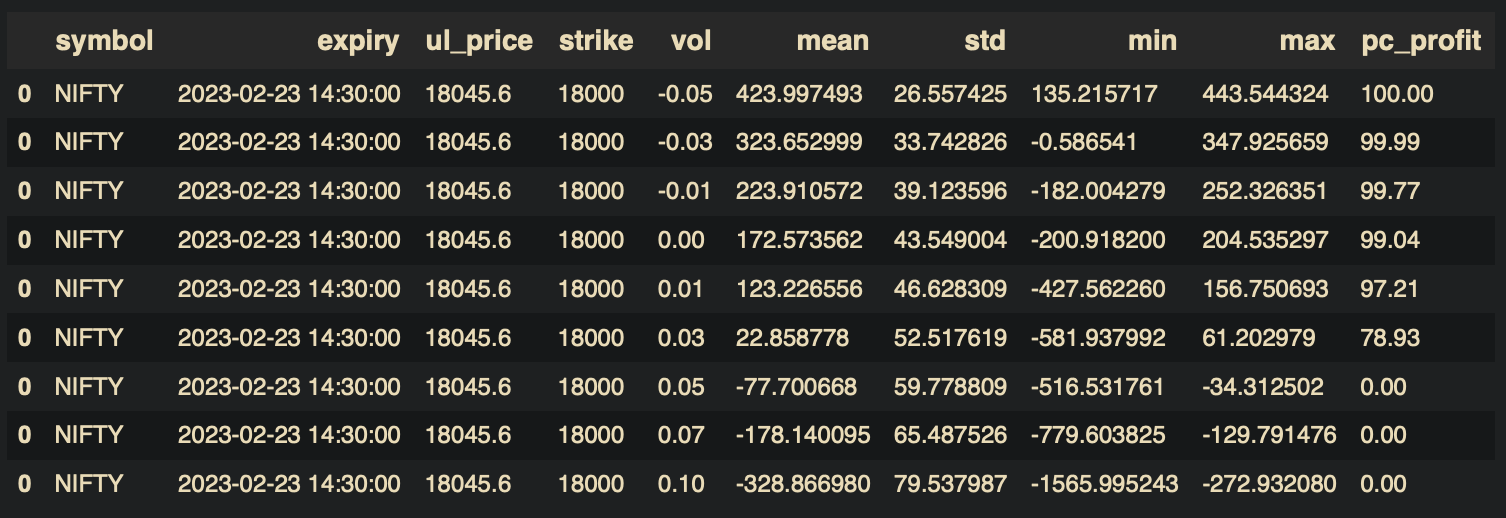 symbol expiry ul_price strike vol mean std min max pc_profit
0 NIFTY 2023-02-23 14:30:00 18045.6 18000 -0.05 423.997493 26.557425 135.215717 443.544324 100.00
0 NIFTY 2023-02-23 14:30:00 18045.6 18000 -0.03 323.652999 33.742826 -0.586541 347.925659 99.99
0 NIFTY 2023-02-23 14:30:00 18045.6 18000 -0.01 223.910572 39.123596 -182.004279 252.326351 99.77
0 NIFTY 2023-02-23 14:30:00 18045.6 18000 0.00 172.573562 43.549004 -200.918200 204.535297 99.04
0 NIFTY 2023-02-23 14:30:00 18045.6 18000 0.01 123.226556 46.628309 -427.562260 156.750693 97.21
0 NIFTY 2023-02-23 14:30:00 18045.6 18000 0.03 22.858778 52.517619 -581.937992 61.202979 78.93
0 NIFTY 2023-02-23 14:30:00 18045.6 18000 0.05 -77.700668 59.778809 -516.531761 -34.312502 0.00
0 NIFTY 2023-02-23 14:30:00 18045.6 18000 0.07 -178.140095 65.487526 -779.603825 -129.791476 0.00
0 NIFTY 2023-02-23 14:30:00 18045.6 18000 0.10 -328.866980 79.537987 -1565.995243 -272.932080 0.00